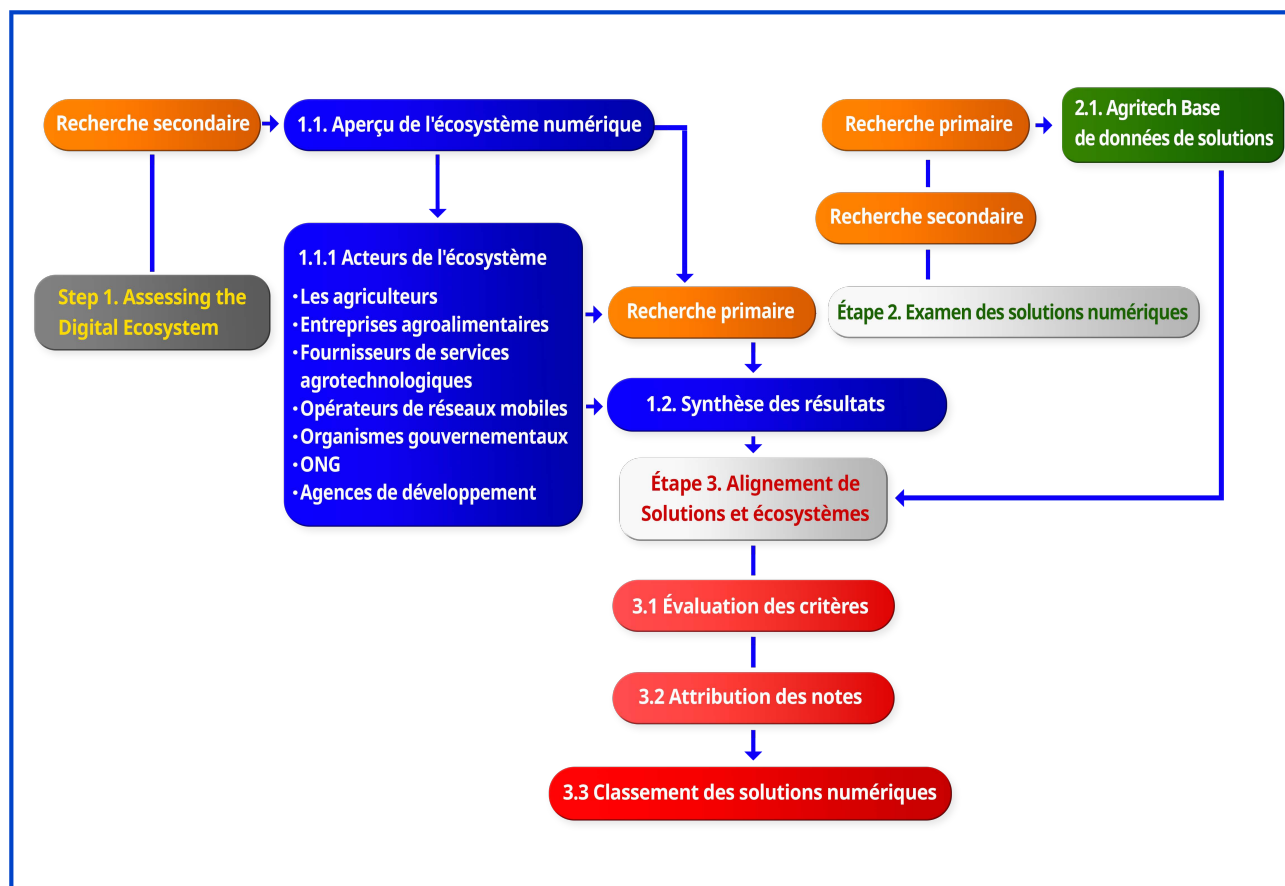 Recherche secondaire
1.1. Aperçu de l'écosystème numérique
Recherche primaire
2.1. Agritech Base
de données de solutions
Recherche secondaire
1.1.1 Acteurs de l'écosystème
•Les agriculteurs
•Entreprises agroalimentaires
•Fournisseurs de services
agrotechnologiques
•Opérateurs de réseaux mobiles
•Organismes gouvernementaux
•ONG
•Agences de développement
Step 1. Assessing the
Digital Ecosystem
Recherche primaire
Étape 2. Examen des solutions numériques
1.2. Synthèse des résultats
Étape 3. Alignement de
Solutions et écosystèmes
3.1 Évaluation des critères
3.2 Attribution des notes
3.3 Classement des solutions numériques